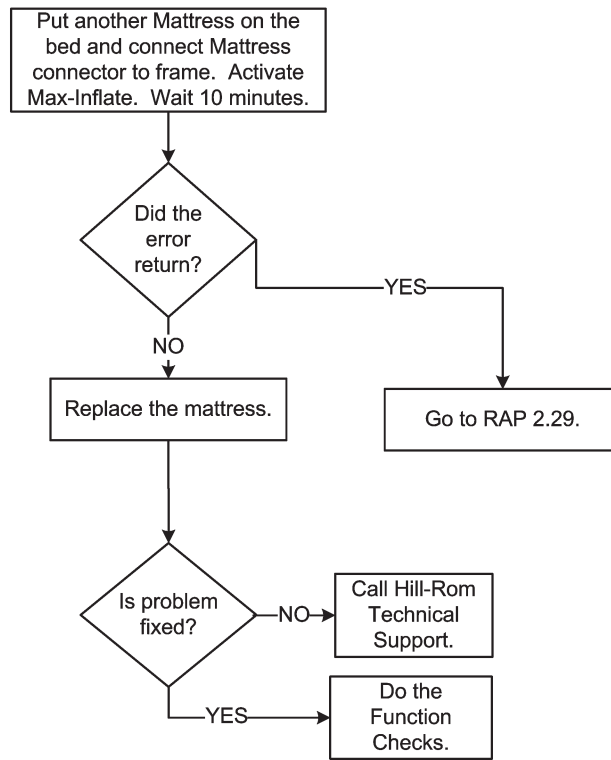 Put another Mattress on the
bed and connect Mattress
connector to frame.  Activate
Max-Inflate.  Wait 10 minutes.
Did the
error
return?
YES
NO
Replace the mattress.
Go to RAP 2.29.
Is problem
fixed?
NO
Call Hill-Rom
Technical
Support.
YES
Do the
Function
Checks.